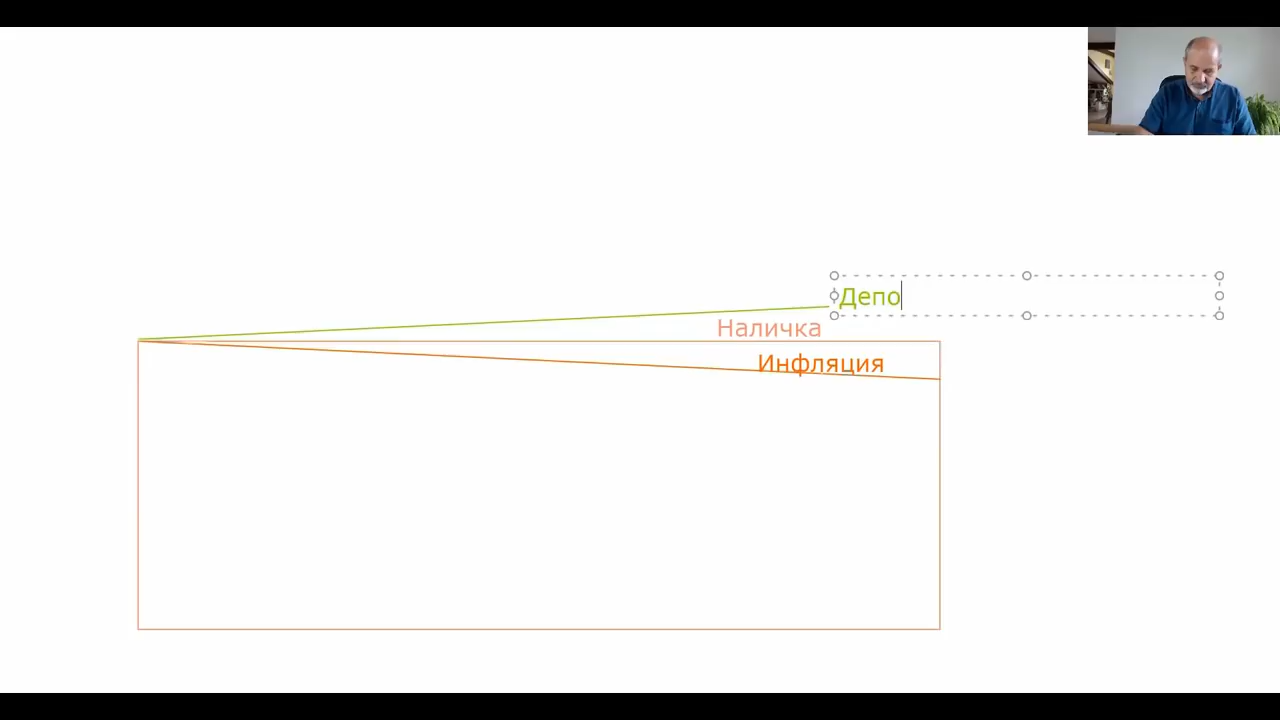 Депо
Наличка
Инфляция